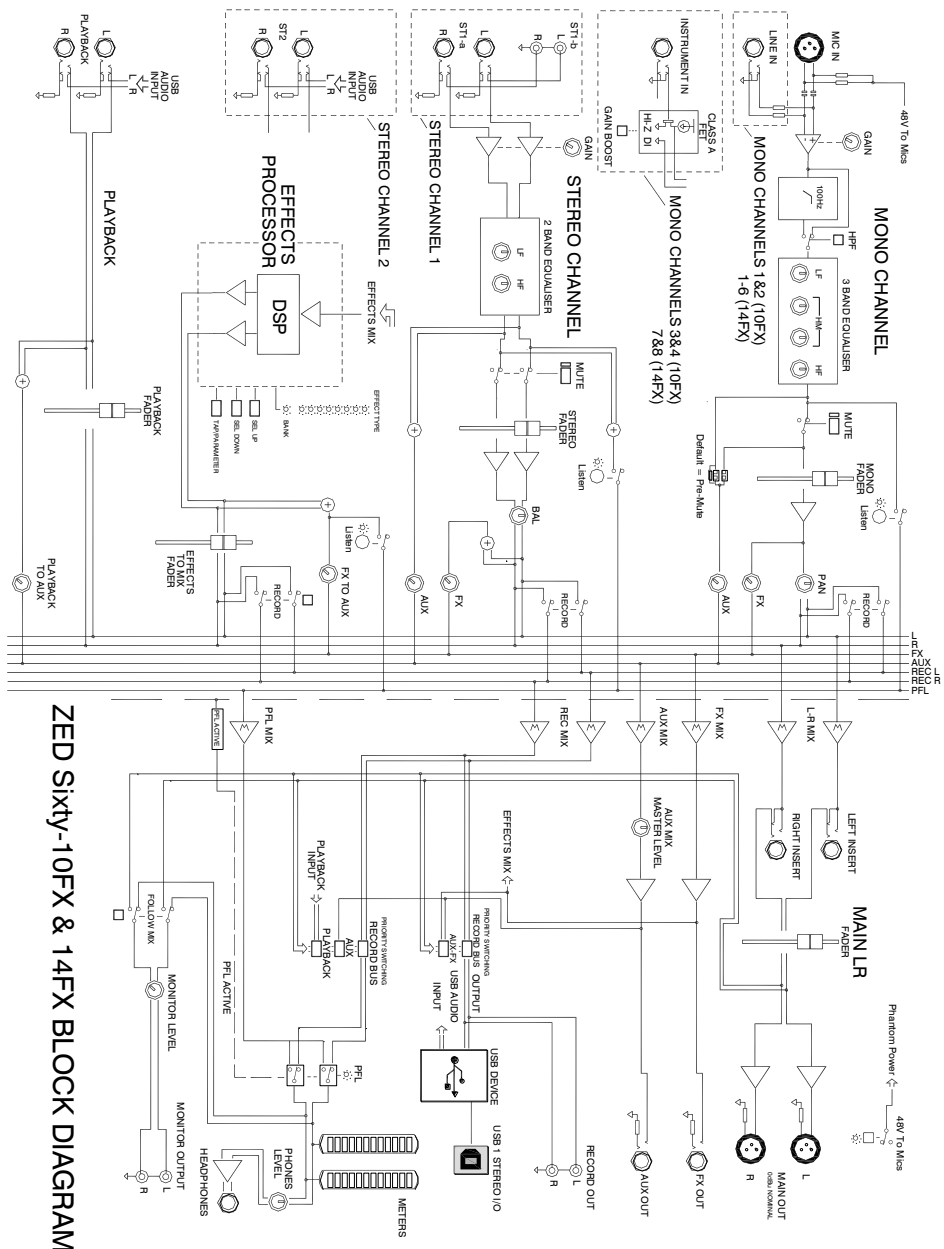 MIC IN
48V To Mics
LINE IN
GAIN
100Hz
HPF
MONO CHANNEL
3 BAND EQUALISER
LF
HM
HF
MUTE
MONO
FADER
Listen
Default = Pre-Mute
PAN
RECORD
FX
AUX
MONO CHANNELS 1&2 (10FX)
1-6 (14FX)
INSTRUMENT IN
CLASS A
FET
HI-Z DI
GAIN BOOST
MONO CHANNELS 3&4 (10FX)
7&8 (14FX)
ST1-b
R
L
ST1-a
L
R
GAIN
STEREO CHANNEL 1
STEREO CHANNEL
2 BAND EQUALISER
LF
HF
MUTE
STEREO
FADER
Listen
BAL
RECORD
FX
AUX
ST2
L
R
USB
AUDIO
INPUT
L
R
STEREO CHANNEL 2
EFFECTS
PROCESSOR
EFFECTS MIX
DSP
EFFECT TYPE
BANK
SEL UP
SEL DOWN
TAP/PARAMETER
Listen
FX TO AUX
EFFECTS
TO MIX
FADER
RECORD
PLAYBACK
L
R
USB
AUDIO
INPUT
L
R
PLAYBACK
PLAYBACK
FADER
PLAYBACK
TO AUX
L
R
FX
AUX
REC L
REC R
PFL
L-R MIX
FX MIX
AUX MIX
REC MIX
PFL MIX
PFL ACTIVE
LEFT INSERT
RIGHT INSERT
MAIN LR
FADER
Phantom Power
48V To Mics
L
R
MAIN OUT
0dBu NOMINAL
AUX MIX
MASTER LEVEL
EFFECTS MIX
FX OUT
AUX OUT
PRIORITY SWITCHING
RECORD BUS OUTPUT
AUX-FX
USB AUDIO
INPUT
USB DEVICE
USB 1 STEREO I/O
RECORD OUT
L
R
PRIORITY SWITCHING
RECORD BUS
AUX
PLAYBACK
PLAYBACK
INPUT
PFL
PFL ACTIVE
METERS
PHONES
LEVEL
HEADPHONES
FOLLOW MIX
MONITOR LEVEL
MONITOR OUTPUT
L
R
ZED Sixty-10FX & 14FX BLOCK DIAGRAM